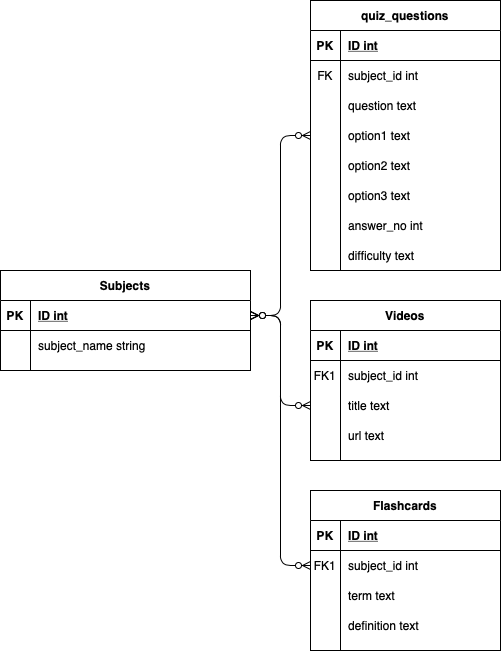 quiz_questions
PK ID int
FK subject_id int
question text
option1 text
option2 text
option3 text
answer_no int
difficulty text
Subjects
PK ID int
subject_name string
Videos
PK ID int
FK1 subject_id int
title text
url text
Flashcards
PK ID int
FK1 subject_id int
term text
definition text